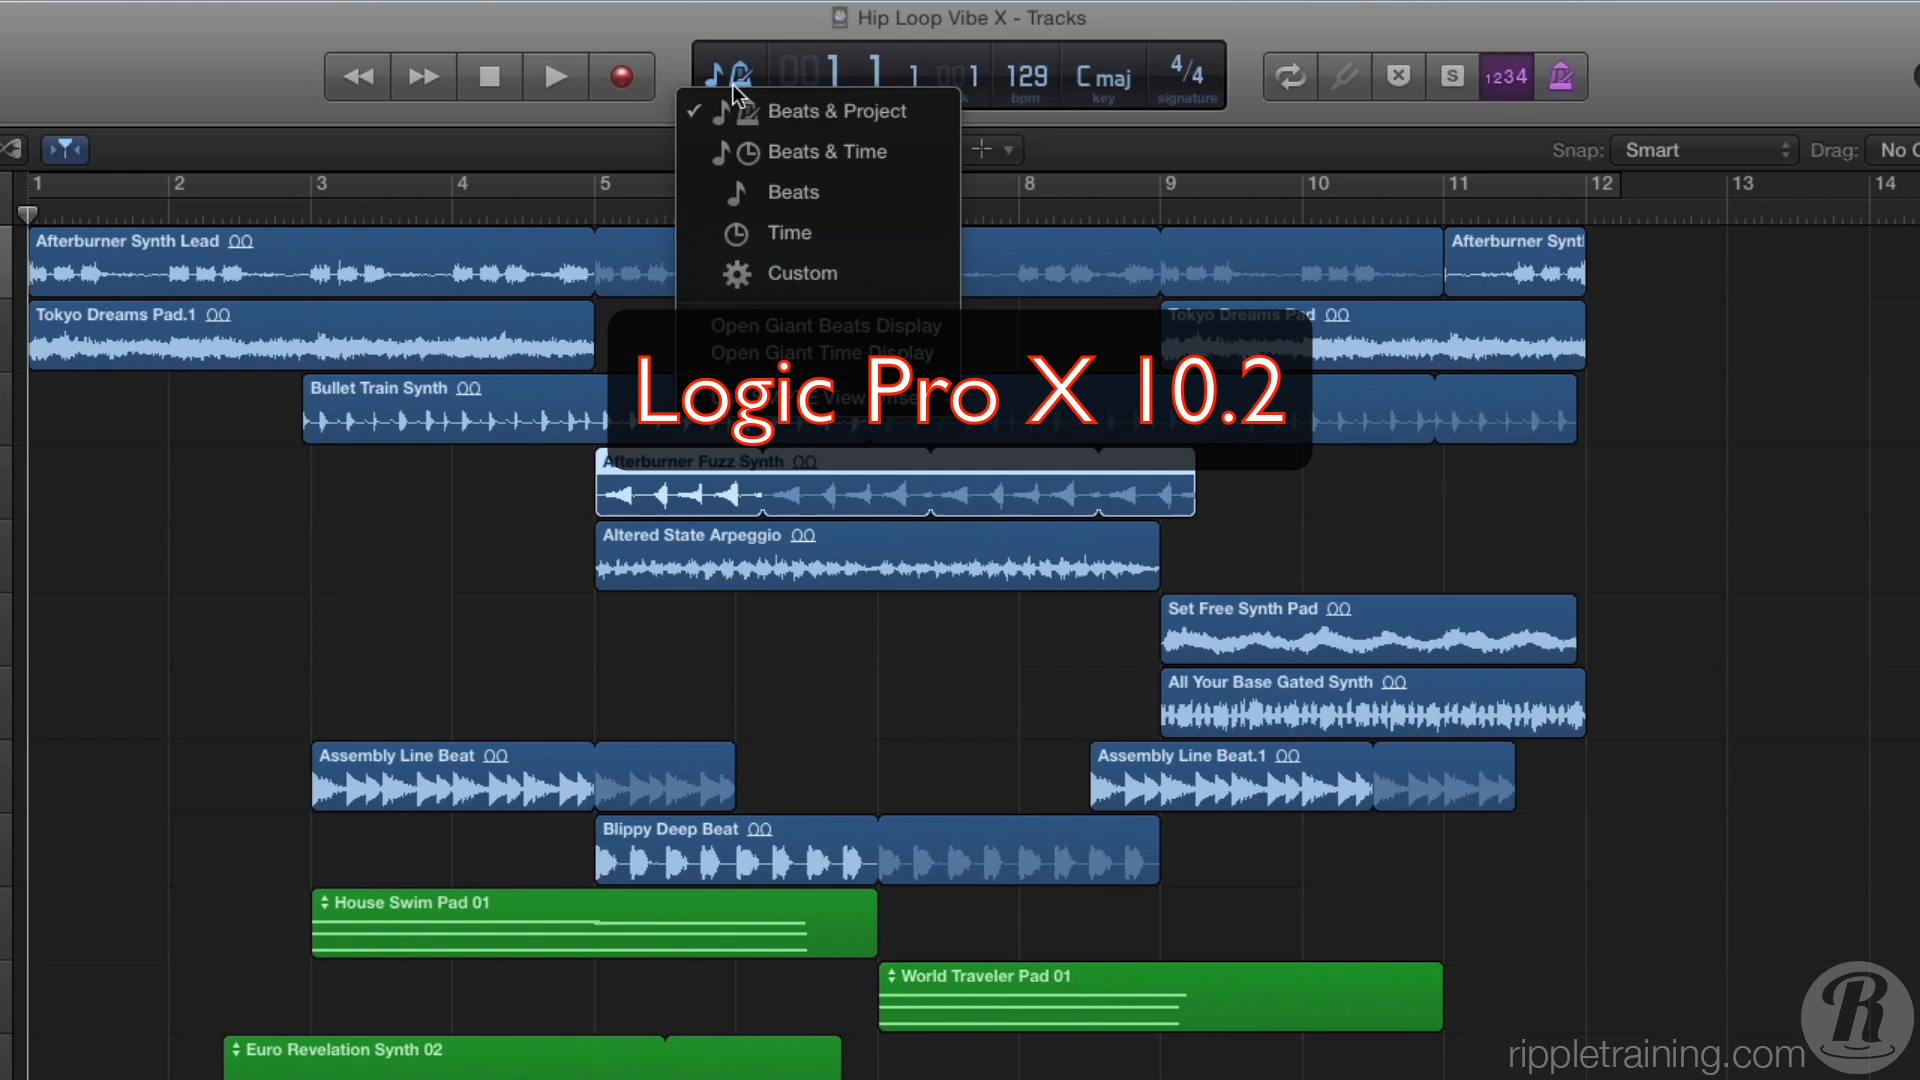 Hip Loop Vibe X - Tracks
001 1 1 001 129 C maj 4/4
k bpm key signature
1234
S
✓ Beats & Project
Beats & Time
Beats
Time
Custom
Open Giant Beats Display
Open Giant Time Display
Logic Pro X 10.2
Snap: Smart Drag: No
1 2 3 4 5 8 9 10 11 12 13 14
Afterburner Synth Lead
Afterburner Synt
Tokyo Dreams Pad.1
Tokyo Dreams Pad
Bullet Train Synth
Afterburner Fuzz Synth
Altered State Arpeggio
Set Free Synth Pad
All Your Base Gated Synth
Assembly Line Beat
Assembly Line Beat.1
Blippy Deep Beat
House Swim Pad 01
World Traveler Pad 01
Euro Revelation Synth 02
R
rippletraining.com